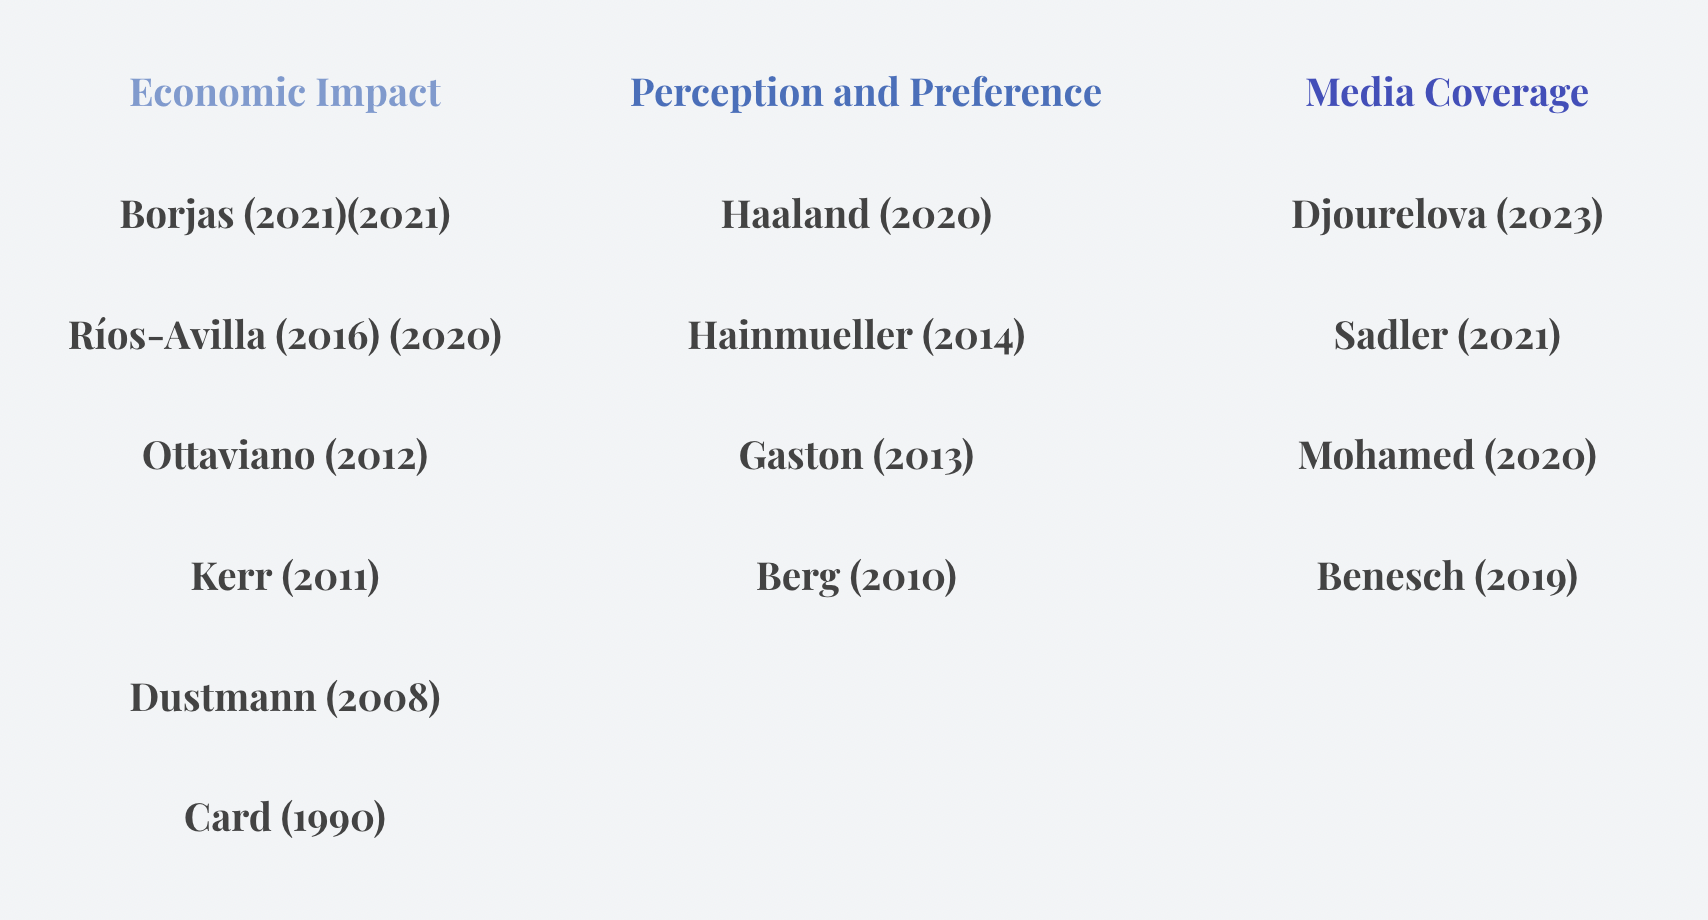 Economic Impact Perception and Preference Media Coverage
Borjas (2021)(2021) Haaland (2020) Djourelova (2023)
Ríos-Avilla (2016) (2020) Hainmueller (2014) Sadler (2021)
Ottaviano (2012) Gaston (2013) Mohamed (2020)
Kerr (2011) Berg (2010) Benesch (2019)
Dustmann (2008)
Card (1990)